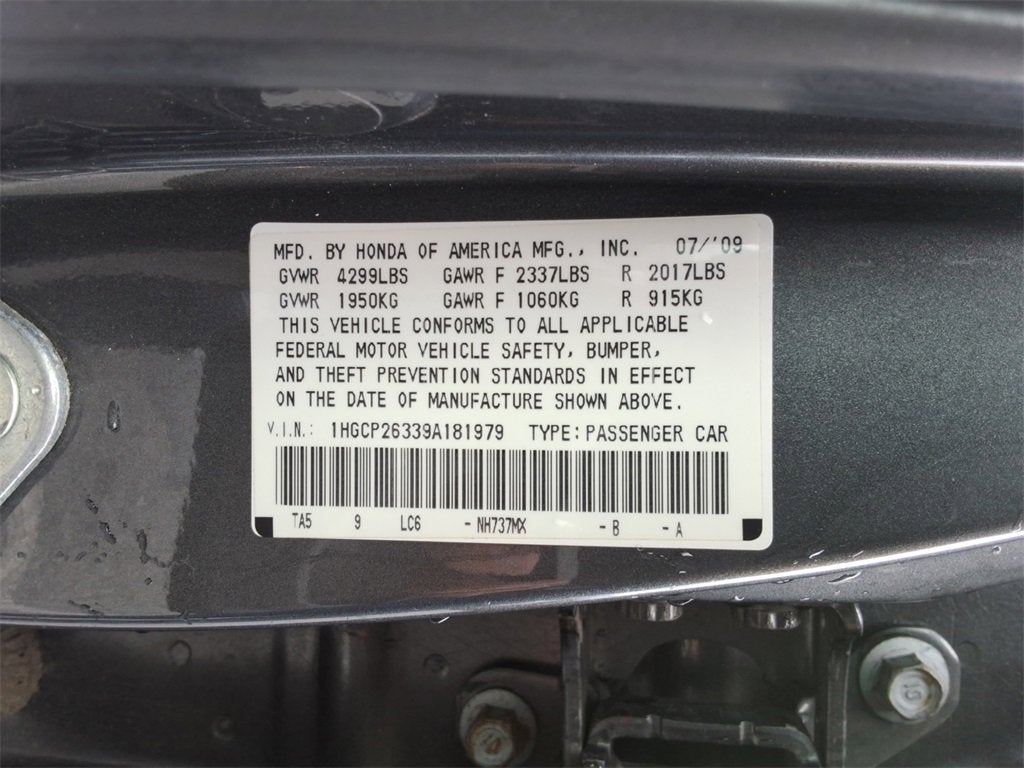 MFD. BY HONDA OF AMERICA MFG., INC. 07/'09
GVWR 4299LBS GAWR F 2337LBS R 2017LBS
GVWR 1950KG GAWR F 1060KG R 915KG
THIS VEHICLE CONFORMS TO ALL APPLICABLE
FEDERAL MOTOR VEHICLE SAFETY, BUMPER,
AND THEFT PREVENTION STANDARDS IN EFFECT
ON THE DATE OF MANUFACTURE SHOWN ABOVE.
V.I.N.: 1HGCP26339A181979 TYPE: PASSENGER CAR
TA5 9 LC6 - NH737MX - B - A